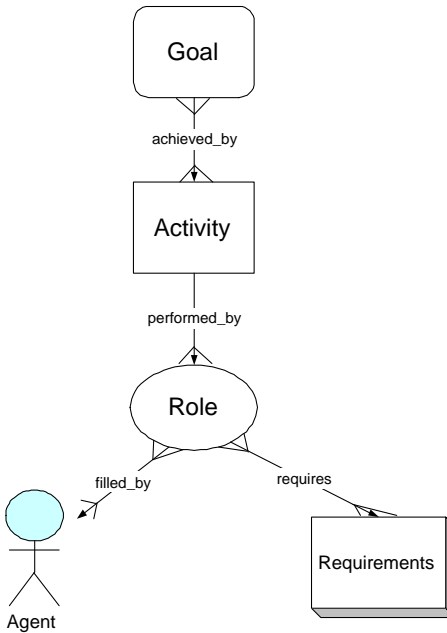 Goal
achieved_by
Activity
performed_by
Role
filled_by
requires
Requirements
Agent